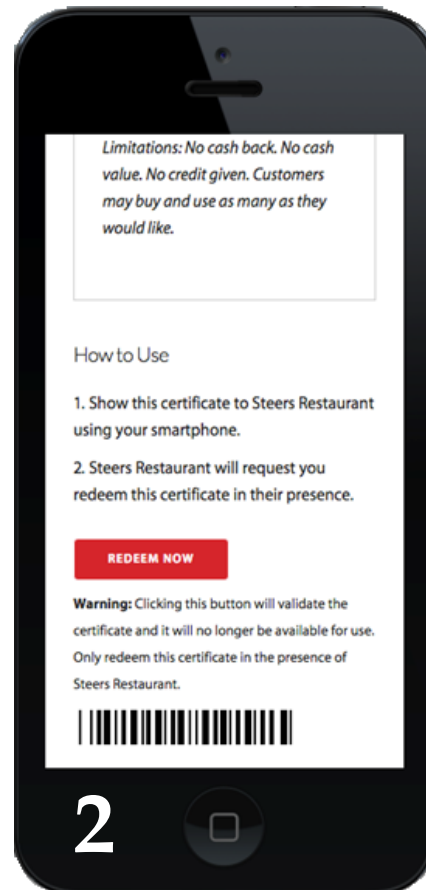 Limitations: No cash back. No cash
value. No credit given. Customers
may buy and use as many as they
would like.
How to Use
1. Show this certificate to Steers Restaurant
using your smartphone.
2. Steers Restaurant will request you
redeem this certificate in their presence.
REDEEM NOW
Warning: Clicking this button will validate the
certificate and it will no longer be available for use.
Only redeem this certificate in the presence of
Steers Restaurant.
2